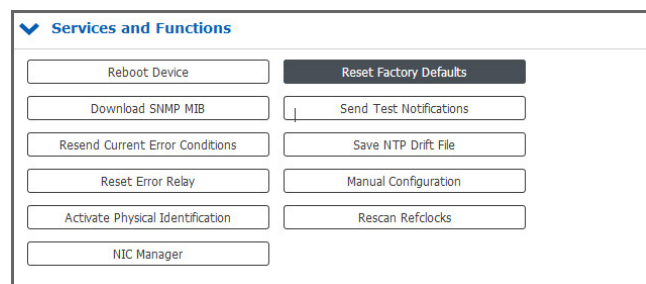 Services and Functions
Reboot Device
Reset Factory Defaults
Download SNMP MIB
Send Test Notifications
Resend Current Error Conditions
Save NTP Drift File
Reset Error Relay
Manual Configuration
Activate Physical Identification
Rescan Refclocks
NIC Manager